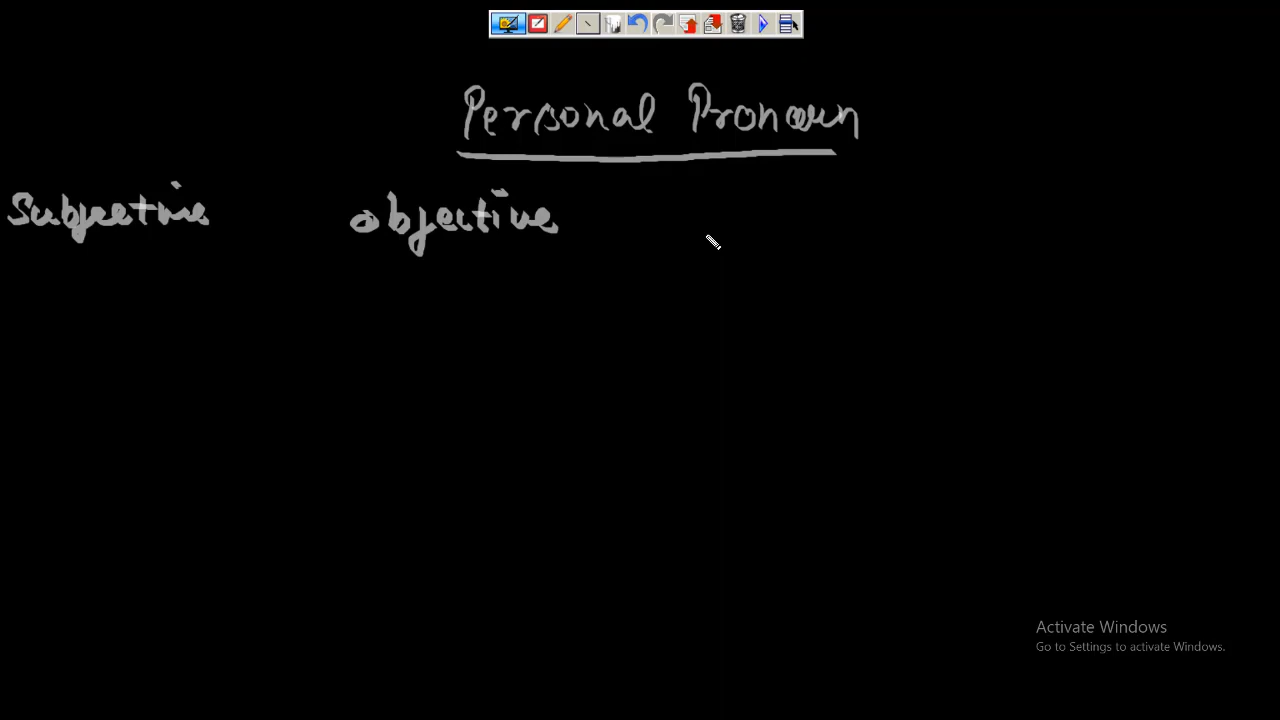 Personal Pronoun
Subjective objective
Activate Windows
Go to Settings to activate Windows.